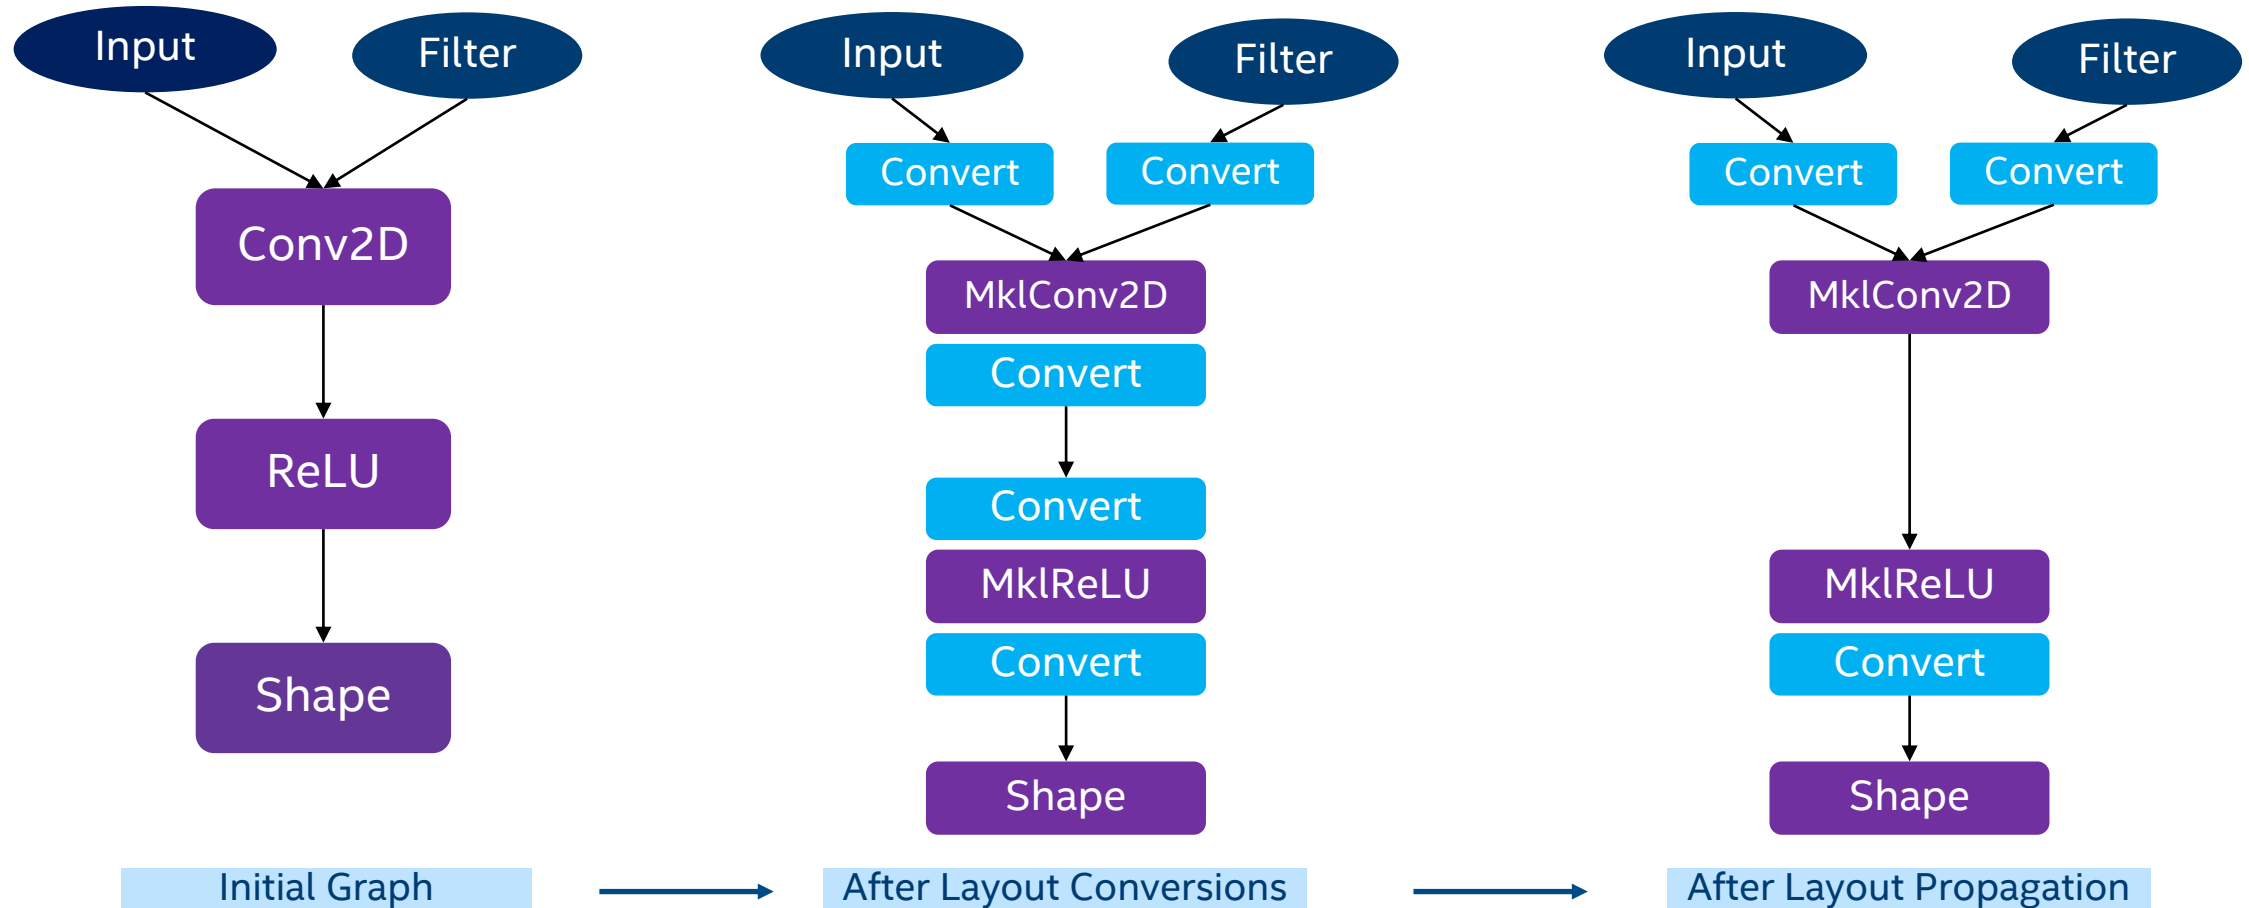 Input
Filter
Conv2D
ReLU
Shape
Initial Graph
Input
Filter
Convert
Convert
MklConv2D
Convert
Convert
MklReLU
Convert
Shape
After Layout Conversions
Input
Filter
Convert
Convert
MklConv2D
MklReLU
Convert
Shape
After Layout Propagation